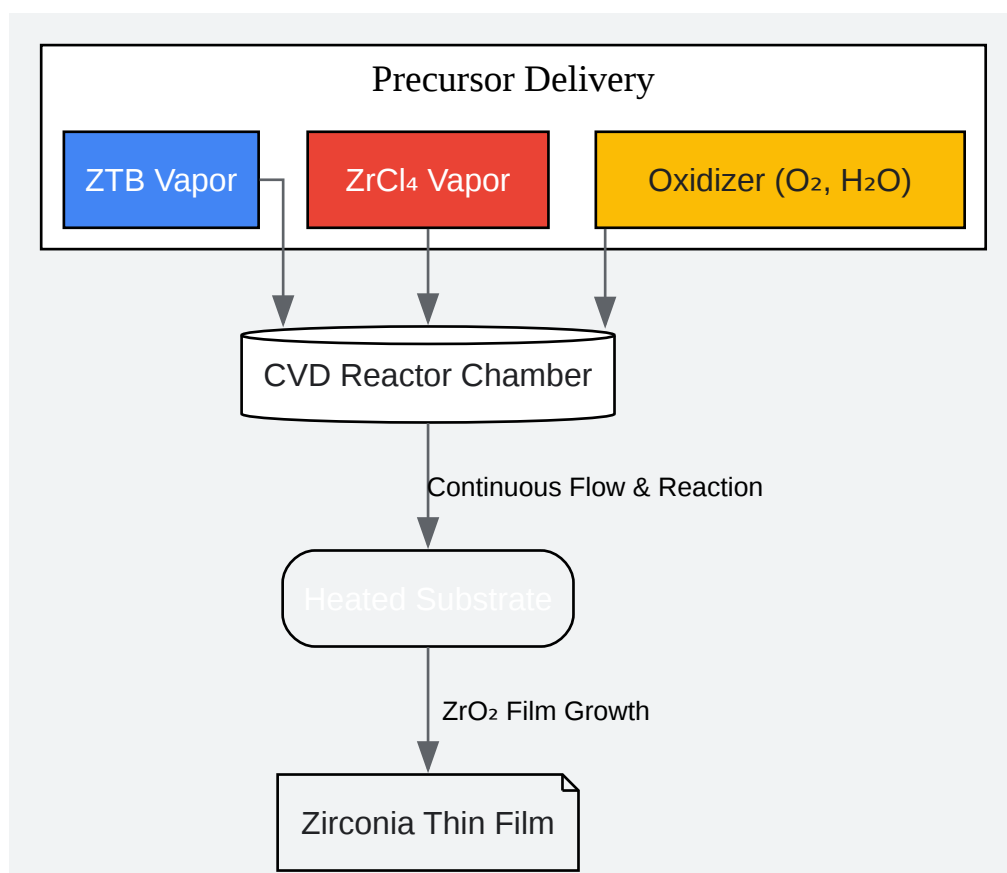 Precursor Delivery
ZTB Vapor
ZrCl₄ Vapor
Oxidizer (O₂, H₂O)
CVD Reactor Chamber
Continuous Flow & Reaction
Heated Substrate
ZrO₂ Film Growth
Zirconia Thin Film